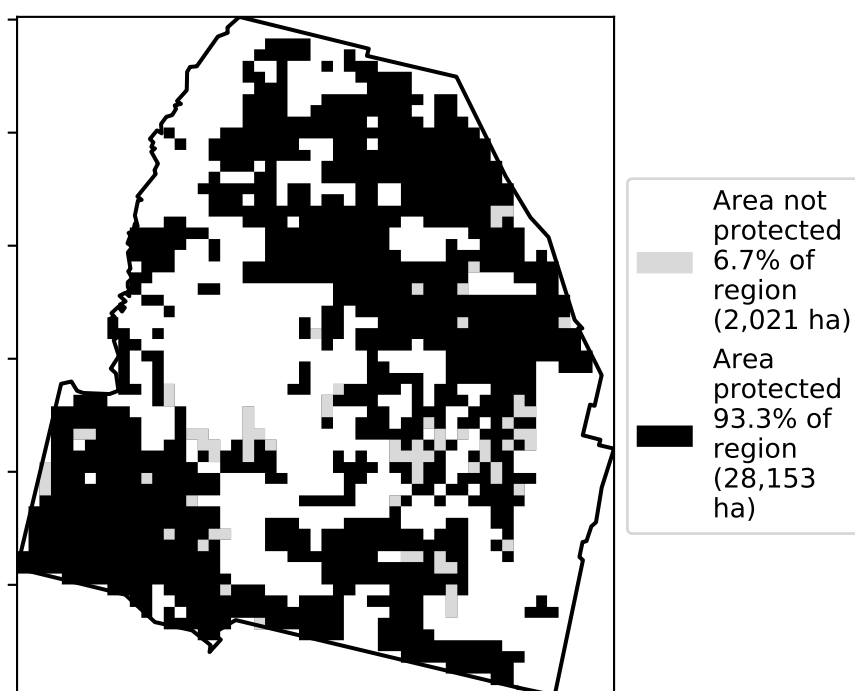 Area not
protected
6.7% of
region
(2,021 ha)
Area
protected
93.3% of
region
(28,153
ha)